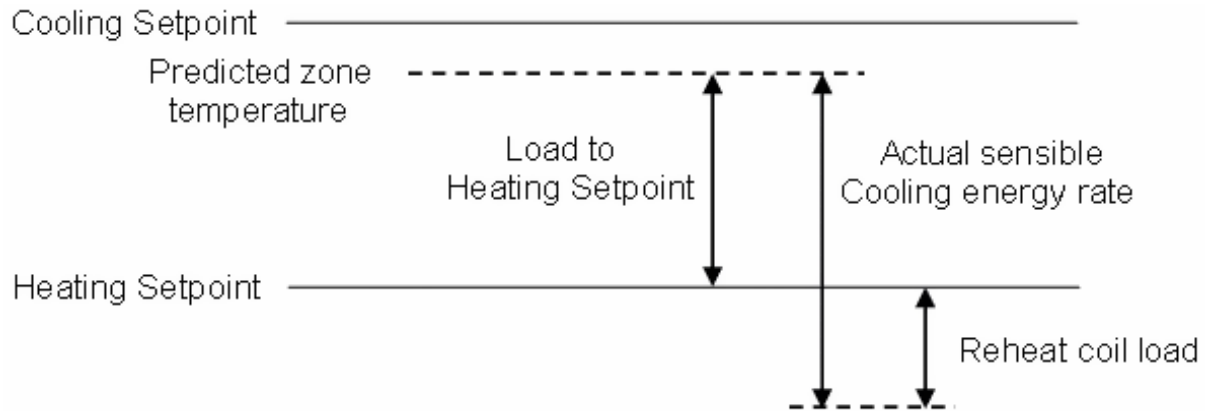 Cooling Setpoint
Predicted zone
temperature
Load to
Heating Setpoint
Actual sensible
Cooling energy rate
Heating Setpoint
Reheat coil load